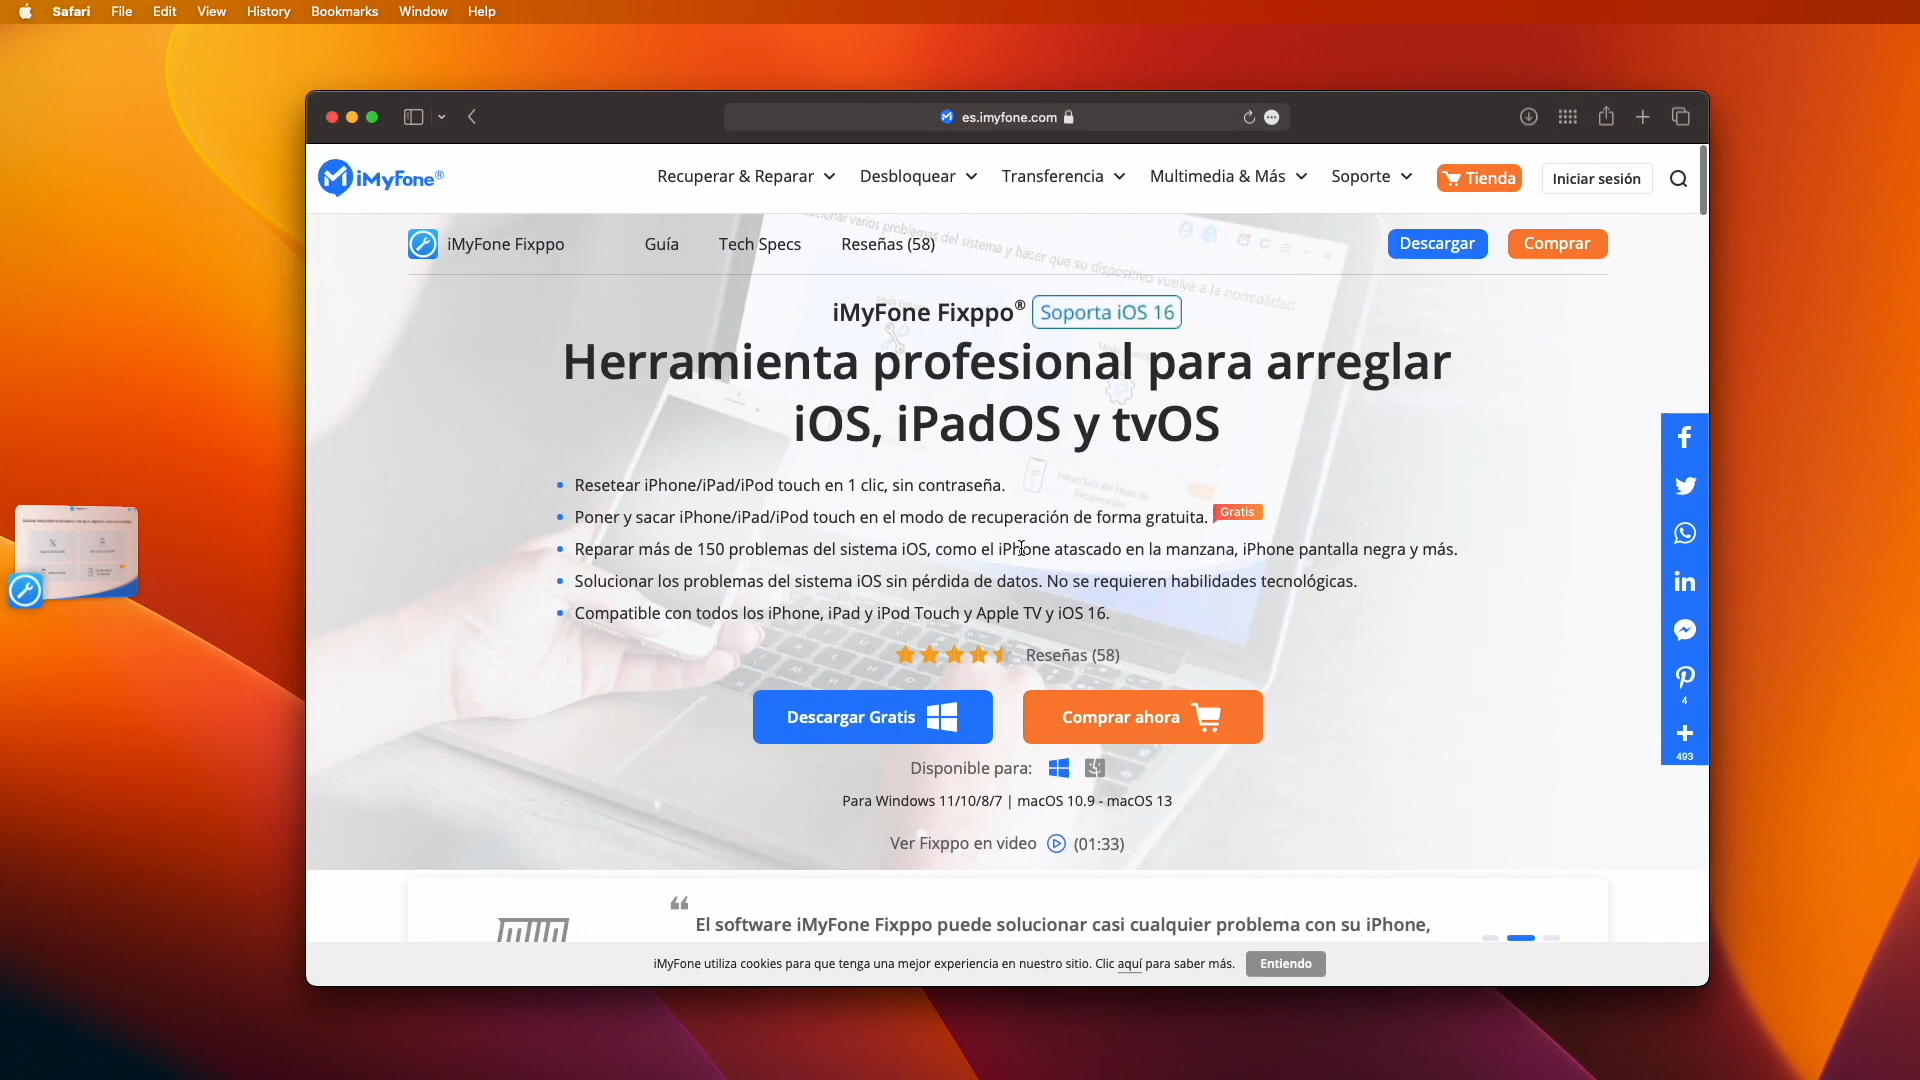 Safari File Edit View History Bookmarks Window Help
es.imyfone.com
iMyFone®
Recuperar & Reparar Desbloquear Transferencia Multimedia & Más Soporte Tienda Iniciar sesión
iMyFone Fixppo Guía Tech Specs Reseñas (58) Descargar Comprar
iMyFone Fixppo® Soporta iOS 16
Herramienta profesional para arreglar
iOS, iPadOS y tvOS
Resetear iPhone/iPad/iPod touch en 1 clic, sin contraseña.
Poner y sacar iPhone/iPad/iPod touch en el modo de recuperación de forma gratuita. Gratis
Reparar más de 150 problemas del sistema iOS, como el iPhone atascado en la manzana, iPhone pantalla negra y más.
Solucionar los problemas del sistema iOS sin pérdida de datos. No se requieren habilidades tecnológicas.
Compatible con todos los iPhone, iPad y iPod Touch y Apple TV y iOS 16.
Reseñas (58)
Descargar Gratis Comprar ahora
Disponible para:
Para Windows 11/10/8/7 | macOS 10.9 - macOS 13
Ver Fixppo en video (01:33)
4
493
“ El software iMyFone Fixppo puede solucionar casi cualquier problema con su iPhone,
iMyFone utiliza cookies para que tenga una mejor experiencia en nuestro sitio. Clic aquí para saber más. Entiendo